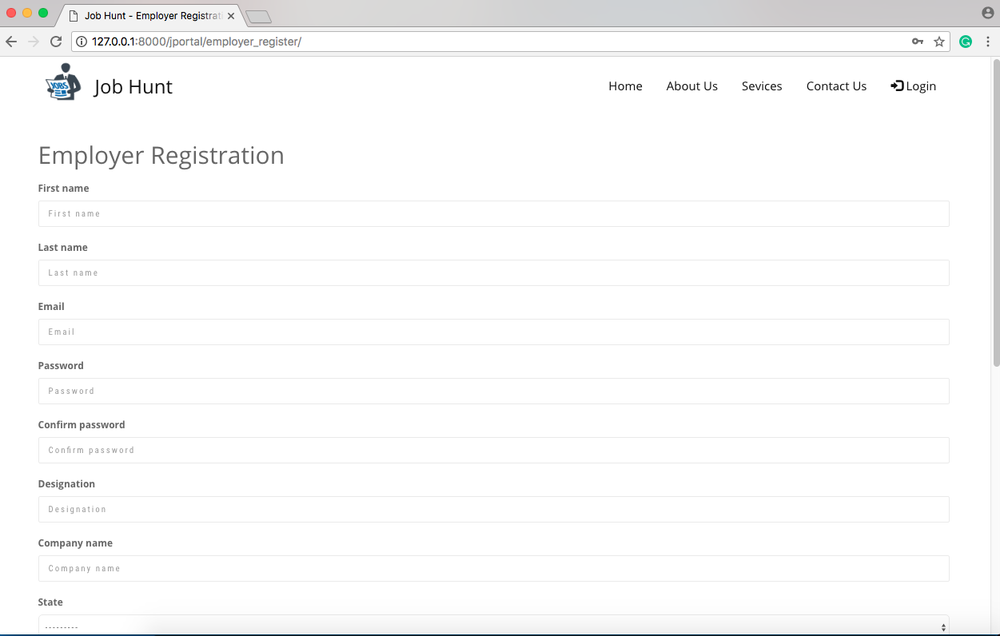 Job Hunt - Employer Registrati
127.0.0.1:8000/jportal/employer_register/
JOBS
Job Hunt
Home About Us Sevices Contact Us Login
Employer Registration
First name
First name
Last name
Last name
Email
Email
Password
Password
Confirm password
Confirm password
Designation
Designation
Company name
Company name
State
---------